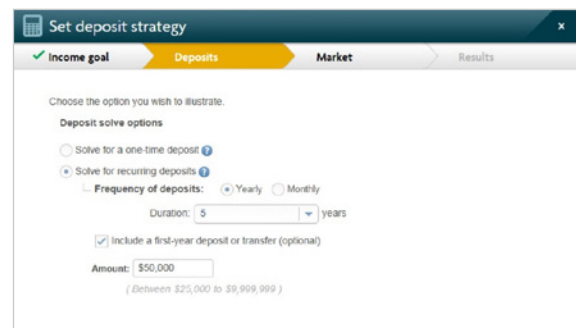 Set deposit strategy x
Income goal Deposits Market Results
Choose the option you wish to illustrate.
Deposit solve options
Solve for a one-time deposit ?
Solve for recurring deposits ?
Frequency of deposits: Yearly Monthly
Duration: 5 years
Include a first-year deposit or transfer (optional)
Amount: $50,000
( Between $25,000 to $9,999,999 )